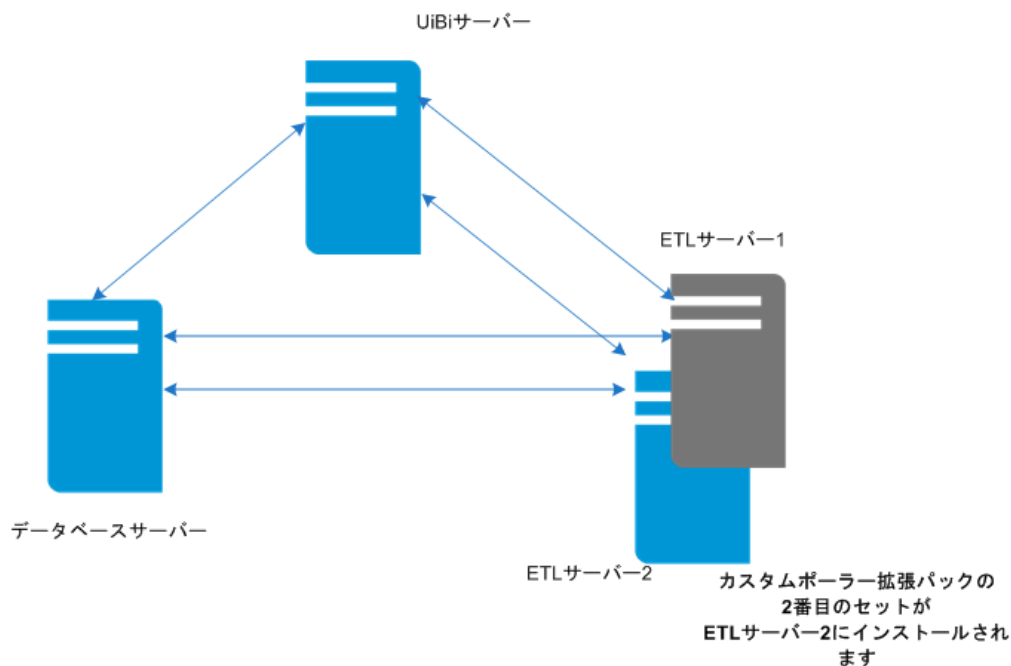 UiBiサーバー
ETLサーバー1
データベースサーバー
ETLサーバー2
カスタムポーラー拡張パックの
2番目のセットが
ETLサーバー2にインストールされ
ます